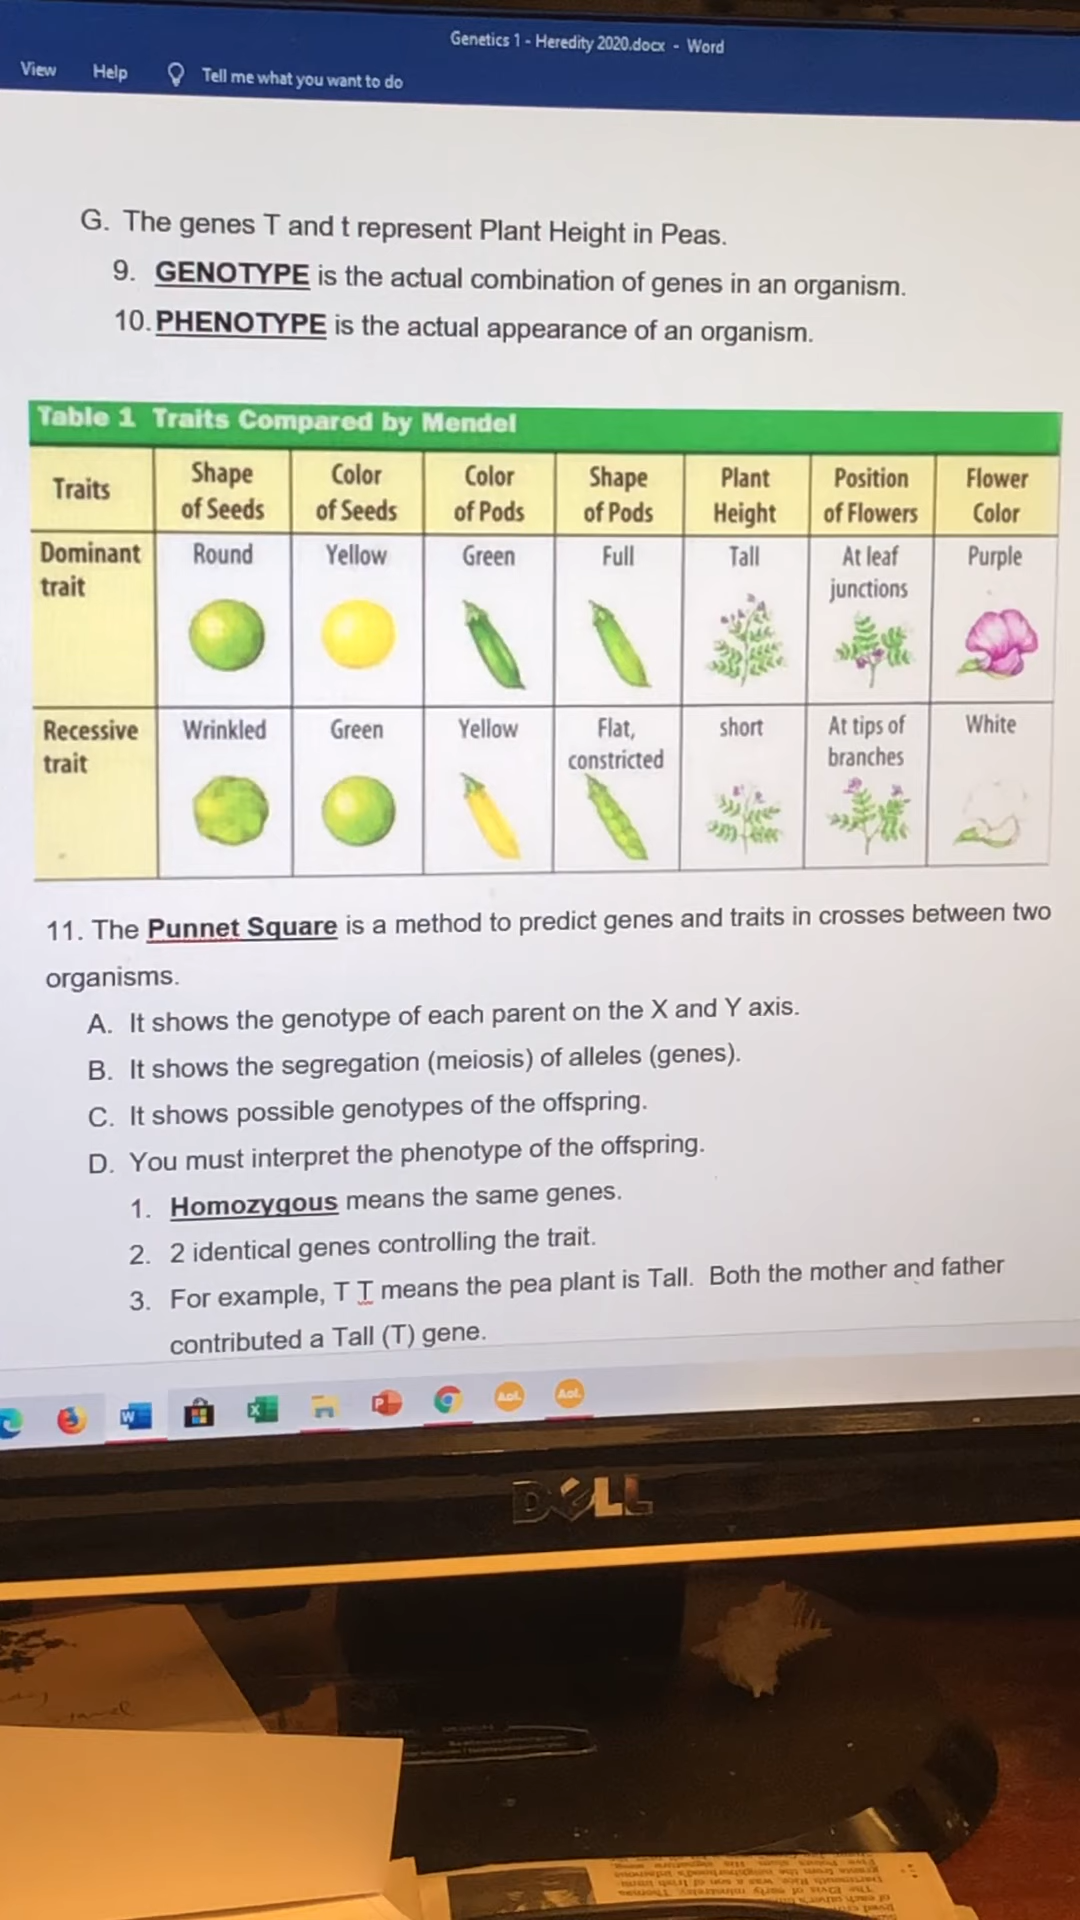 Genetics 1 - Heredity 2020.docx - Word
View Help Tell me what you want to do
G. The genes T and t represent Plant Height in Peas.
9. GENOTYPE is the actual combination of genes in an organism.
10. PHENOTYPE is the actual appearance of an organism.
Table 1 Traits Compared by Mendel
Traits Shape of Seeds Color of Seeds Color of Pods Shape of Pods Plant Height Position of Flowers Flower Color
Dominant trait Round Yellow Green Full Tall At leaf junctions Purple
Recessive trait Wrinkled Green Yellow Flat, constricted short At tips of branches White
11. The Punnet Square is a method to predict genes and traits in crosses between two
organisms.
A. It shows the genotype of each parent on the X and Y axis.
B. It shows the segregation (meiosis) of alleles (genes).
C. It shows possible genotypes of the offspring.
D. You must interpret the phenotype of the offspring.
1. Homozygous means the same genes.
2. 2 identical genes controlling the trait.
3. For example, T T means the pea plant is Tall. Both the mother and father
contributed a Tall (T) gene.
Aol. Aol.
DELL